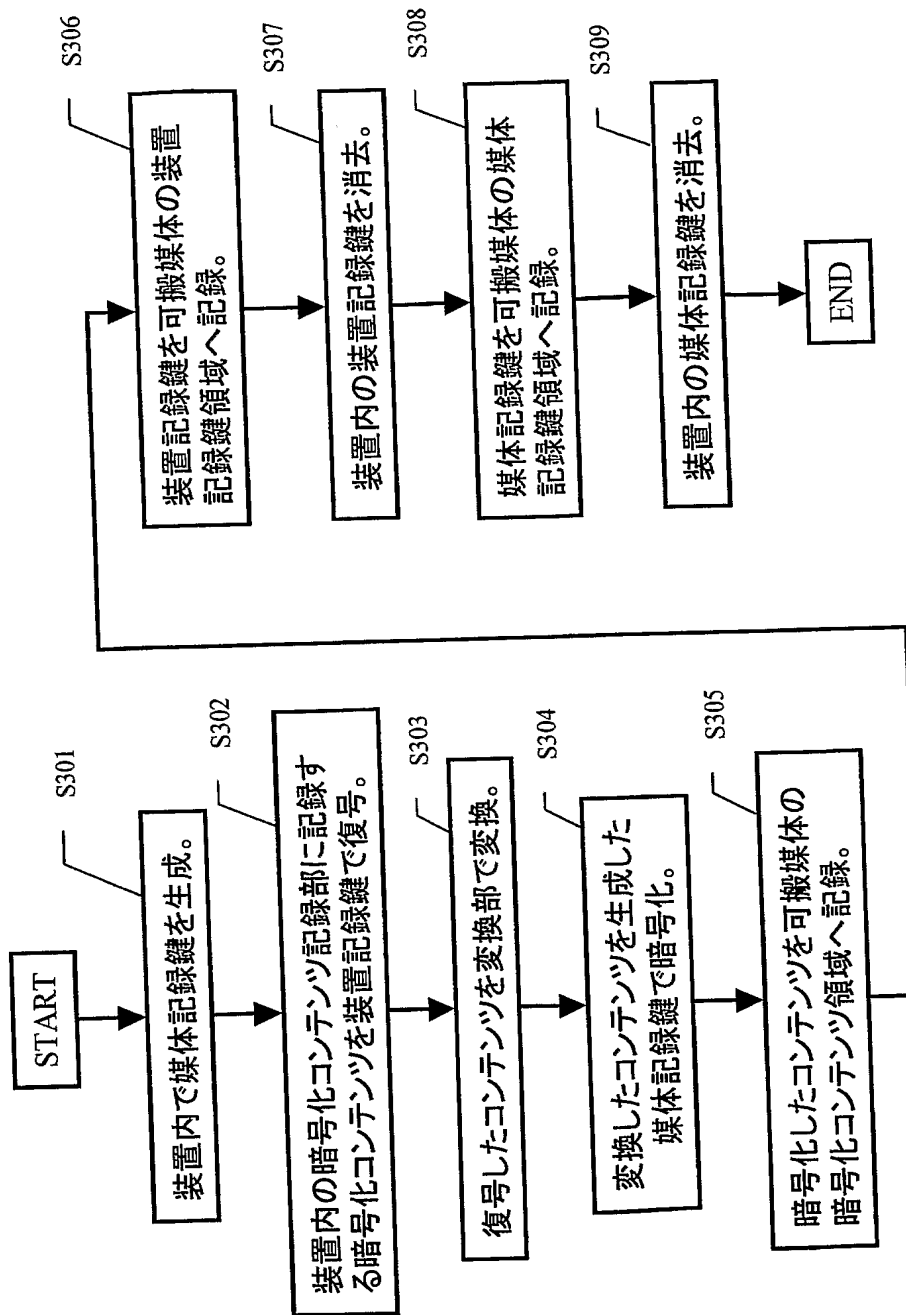 START
S301
装置内で媒体記録鍵を生成。
S302
装置内の暗号化コンテンツ記録部に記録す
る暗号化コンテンツを装置記録鍵で復号。
S303
復号したコンテンツを変換部で変換。
S304
変換したコンテンツを生成した
媒体記録鍵で暗号化。
S305
暗号化したコンテンツを可搬媒体の
暗号化コンテンツ領域へ記録。
S306
装置記録鍵を可搬媒体の装置
記録鍵領域へ記録。
S307
装置内の装置記録鍵を消去。
S308
媒体記録鍵を可搬媒体の媒体
記録鍵領域へ記録。
S309
装置内の媒体記録鍵を消去。
END